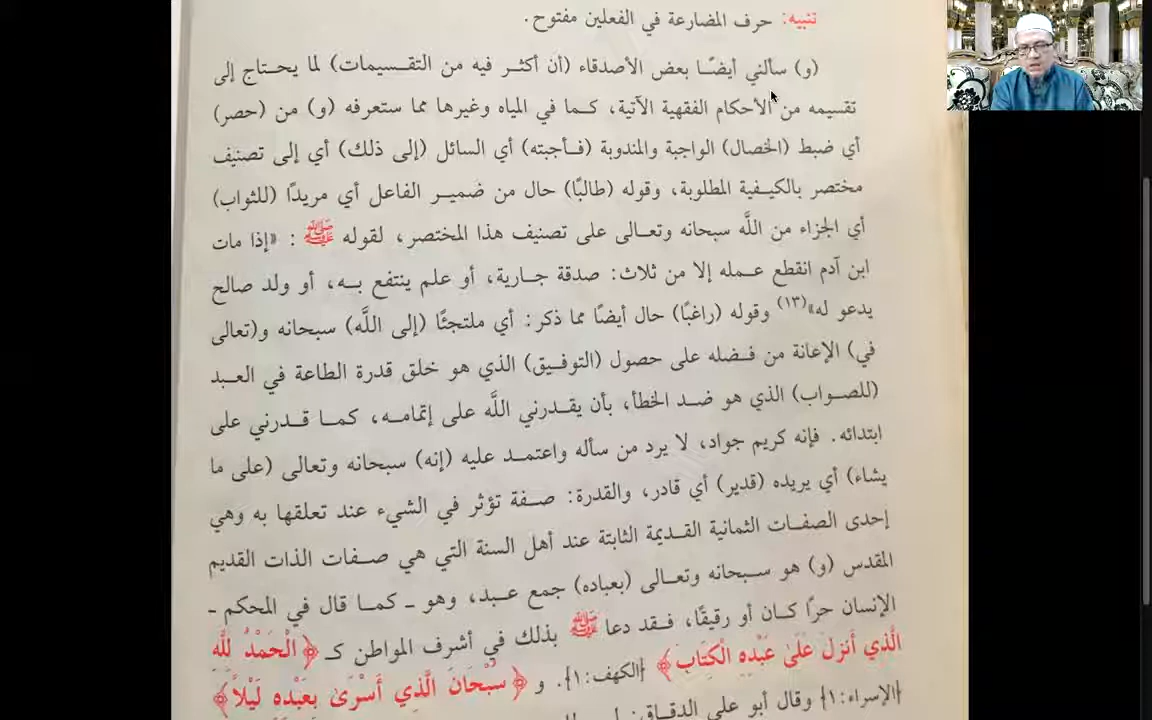 تنبيه: حرف المضارعة في الفعلين مفتوح.
(و) سألني أيضًا بعض الأصدقاء (أن أكثر فيه من التقسيمات) لما يحتاج إلى
تقسيمه من الأحكام الفقهية الآتية، كما في المياه وغيرها مما ستعرفه (و) من (حصر)
أي ضبط (الخصال) الواجبة والمندوبة (فأجبته) أي السائل (إلى ذلك) أي إلى تصنيف
مختصر بالكيفية المطلوبة، وقوله (طالبًا) حال من ضمير الفاعل أي مريدًا (للثواب)
أي الجزاء من اللَّه سبحانه وتعالى على تصنيف هذا المختصر، لقوله ﷺ : «إذا مات
ابن آدم انقطع عمله إلا من ثلاث: صدقة جارية، أو علم ينتفع به، أو ولد صالح
يدعو له»(١٣) وقوله (راغبًا) حال أيضًا مما ذكر: أي ملتجئًا (إلى اللَّه) سبحانه و(تعالى
في) الإعانة من فضله على حصول (التوفيق) الذي هو خلق قدرة الطاعة في العبد
(للصواب) الذي هو ضد الخطأ، بأن يقدرني اللَّه على إتمامه، كما قدرني على
ابتدائه. فإنه كريم جواد، لا يرد من سأله واعتمد عليه (إنه) سبحانه وتعالى (على ما
يشاء) أي يريده (قدير) أي قادر، والقدرة: صفة تؤثر في الشيء عند تعلقها به وهي
إحدى الصفات الثمانية القديمة الثابتة عند أهل السنة التي هي صفات الذات القديم
المقدس (و) هو سبحانه وتعالى (بعباده) جمع عبد، وهو ـ كما قال في المحكم ـ
الإنسان حرًا كان أو رقيقًا، فقد دعا ﷺ بذلك في أشرف المواطن كـ ﴿الْحَمْدُ لِلَّهِ
الَّذِي أَنْزَلَ عَلَىٰ عَبْدِهِ الْكِتَابَ﴾ {الكهف:١}. و ﴿سُبْحَانَ الَّذِي أَسْرَىٰ بِعَبْدِهِ لَيْلًا﴾
{الإسراء:١} وقال أبو علي الدقاق: